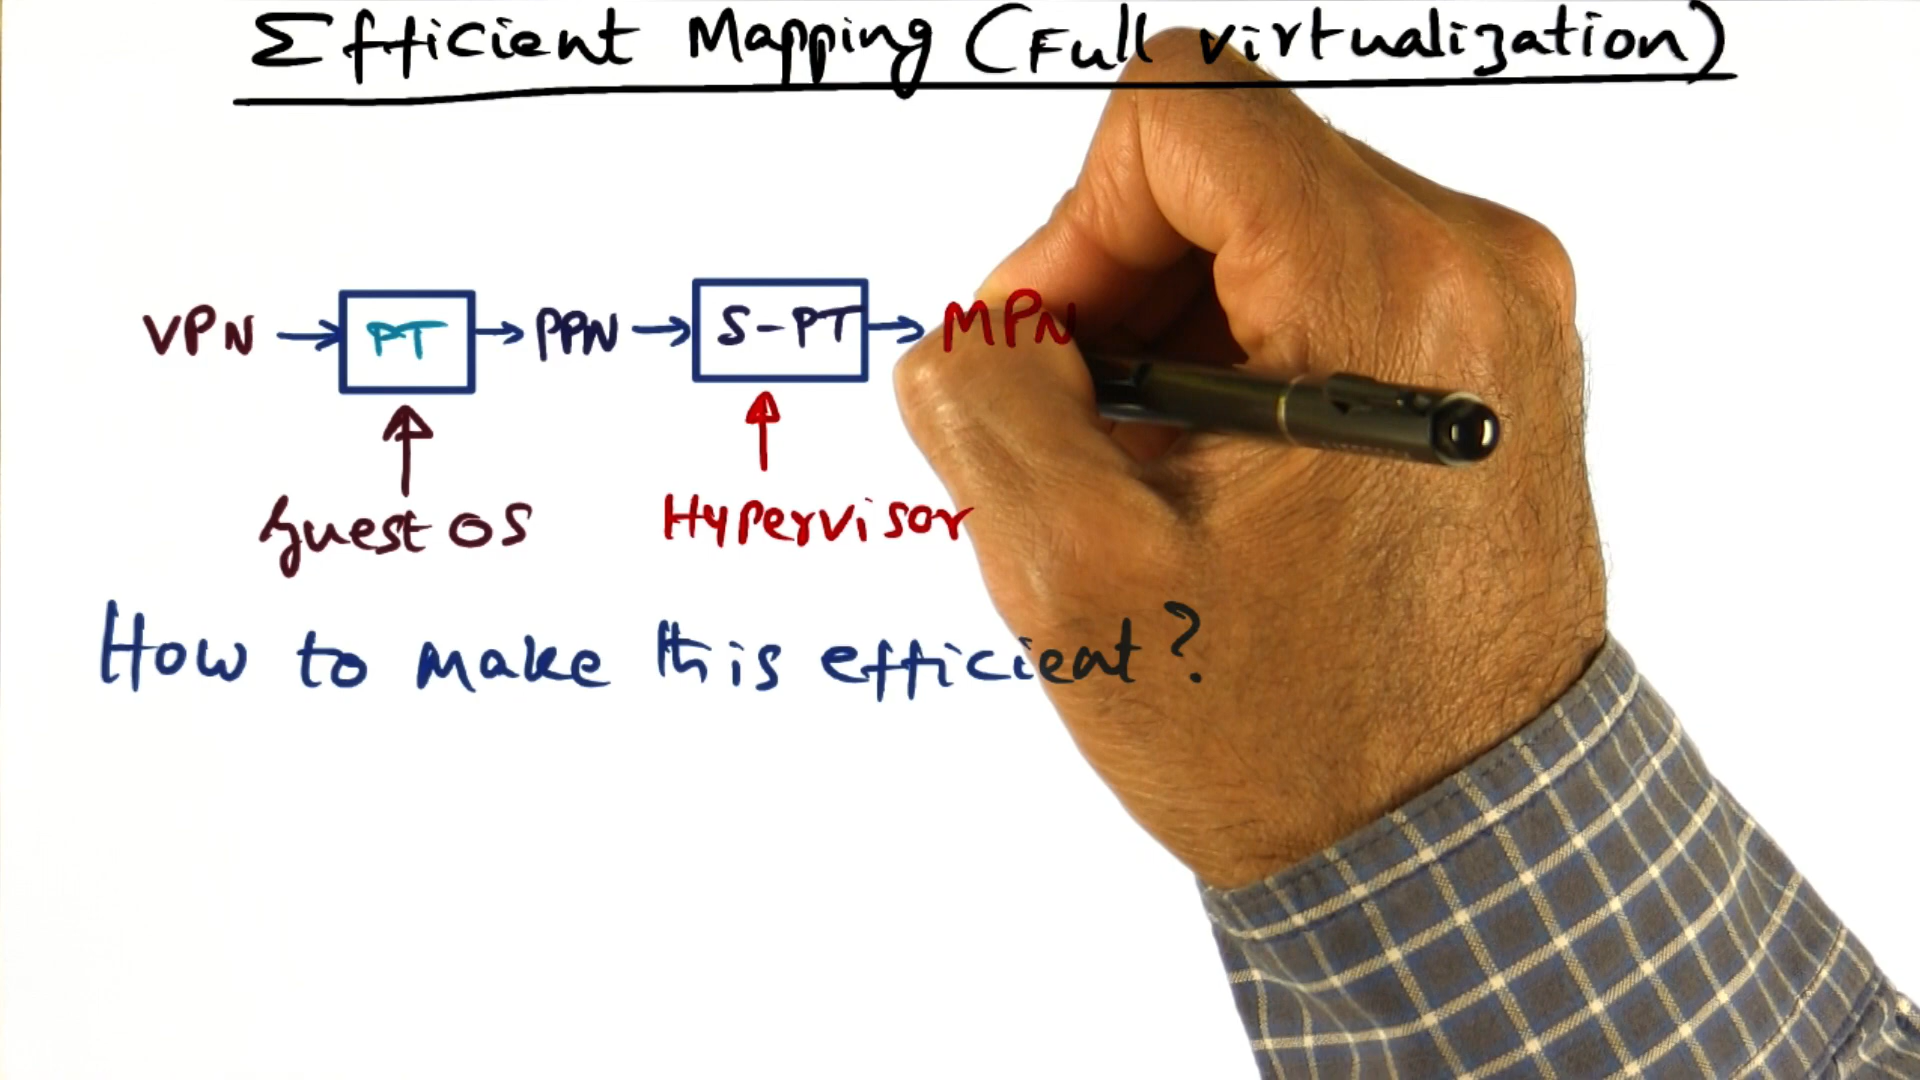 Efficient Mapping (Full virtualization)
VPN PT PPN S-PT MPN
Guest OS Hypervisor
How to make this efficient?